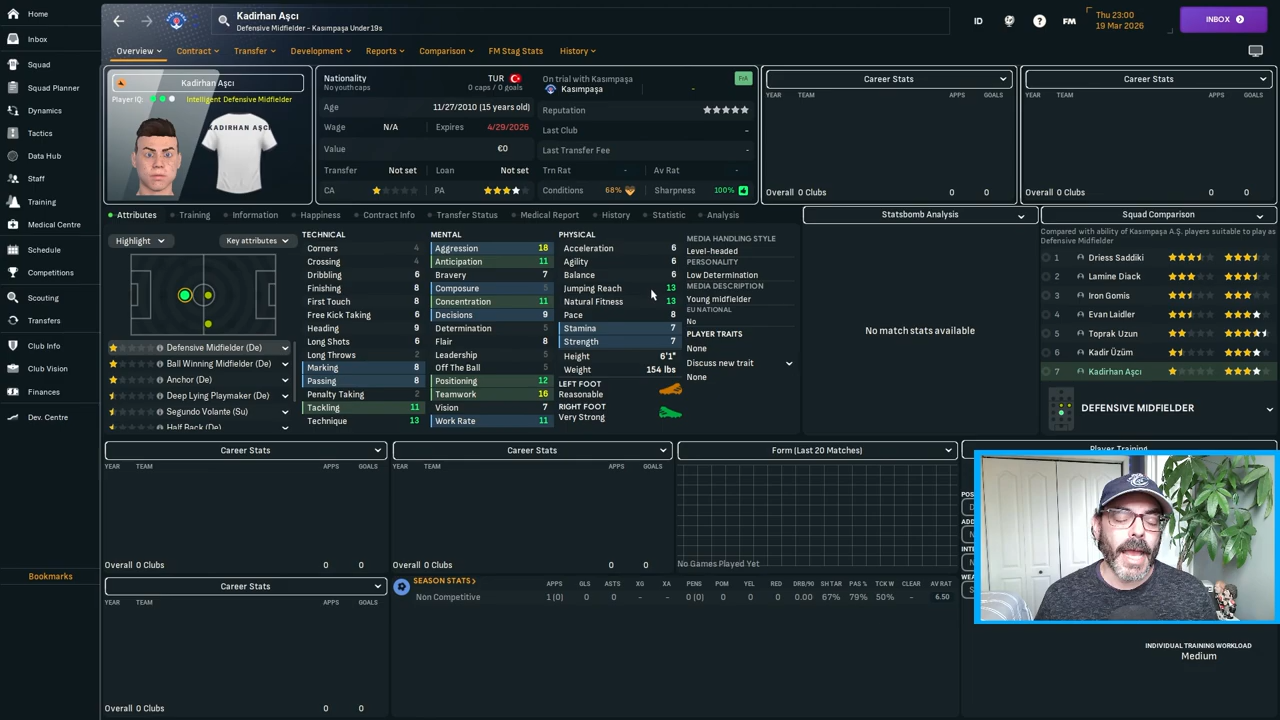 Home
Inbox
Squad
Squad Planner
Dynamics
Tactics
Data Hub
Staff
Training
Medical Centre
Schedule
Competitions
Scouting
Transfers
Club Info
Club Vision
Finances
Dev. Centre
Bookmarks
Kadirhan Aşcı
Defensive Midfielder - Kasımpaşa Under19s
ID
FM
Thu 23:00
19 Mar 2026
INBOX
Overview
Contract
Transfer
Development
Reports
Comparison
FM Stag Stents
History
Kadirhan Aşcı
Player IQ:
Intelligent Defensive Midfielder
KADIRHAN AŞCI
Nationality TUR
No youth caps 0 caps / 0 goals
Age 11/27/2010 (15 years old)
Wage N/A Expires 4/29/2026
Value €0
Transfer Not set Loan Not set
CA PA
On trial with Kasımpaşa FrA
Kasımpaşa -
Reputation
Last Club -
Last Transfer Fee -
Trn Rat - Av Rat -
Conditions 68% Sharpness 100%
Career Stats
YEAR TEAM APPS GOALS
Overall 0 Clubs 0 0
Career Stats
YEAR TEAM APPS GOALS
Overall 0 Clubs 0 0
Attributes
Training
Information
Happiness
Contract Info
Transfer Status
Medical Report
History
Statistic
Analysis
Highlight
Key attributes
Defensive Midfielder (De)
Ball Winning Midfielder (De)
Anchor (De)
Deep Lying Playmaker (De)
Segundo Volante (Su)
Half Back (De)
TECHNICAL
Corners 4
Crossing 4
Dribbling 6
Finishing 8
First Touch 8
Free Kick Taking 6
Heading 9
Long Shots 6
Long Throws 2
Marking 8
Passing 8
Penalty Taking 2
Tackling 11
Technique 13
MENTAL
Aggression 18
Anticipation 11
Bravery 7
Composure 5
Concentration 11
Decisions 9
Determination 5
Flair 8
Leadership 5
Off The Ball 5
Positioning 12
Teamwork 16
Vision 7
Work Rate 11
PHYSICAL
Acceleration 6
Agility 6
Balance 6
Jumping Reach 13
Natural Fitness 13
Pace 8
Stamina 7
Strength 7
Height 6'1"
Weight 154 lbs
LEFT FOOT
Reasonable
RIGHT FOOT
Very Strong
MEDIA HANDLING STYLE
Level-headed
PERSONALITY
Low Determination
MEDIA DESCRIPTION
Young midfielder
EU NATIONAL
No
PLAYER TRAITS
None
Discuss new trait
None
Statsbomb Analysis
No match stats available
Squad Comparison
Compared with ability of Kasımpaşa A.Ş. players suitable to play as
Defensive Midfielder
1 Driess Saddiki
2 Lamine Diack
3 Iron Gomis
4 Evan Laidler
5 Toprak Uzun
6 Kadir Üzüm
7 Kadirhan Aşcı
DEFENSIVE MIDFIELDER
Career Stats
YEAR TEAM APPS GOALS
Overall 0 Clubs 0 0
Career Stats
YEAR TEAM APPS GOALS
Overall 0 Clubs 0 0
Form (Last 20 Matches)
No Games Played Yet
Player Training
INDIVIDUAL TRAINING WORKLOAD
Medium
Career Stats
YEAR TEAM APPS GOALS
Overall 0 Clubs 0 0
SEASON STATS APPS GLS ASTS XG XA PENS POM YEL RED DRB/90 SH TAR PAS % TCK W CLEAR AV RAT
Non Competitive 1 (0) 0 0 - - 0 (0) 0 0 0 0.00 67% 79% 50% - 6.50